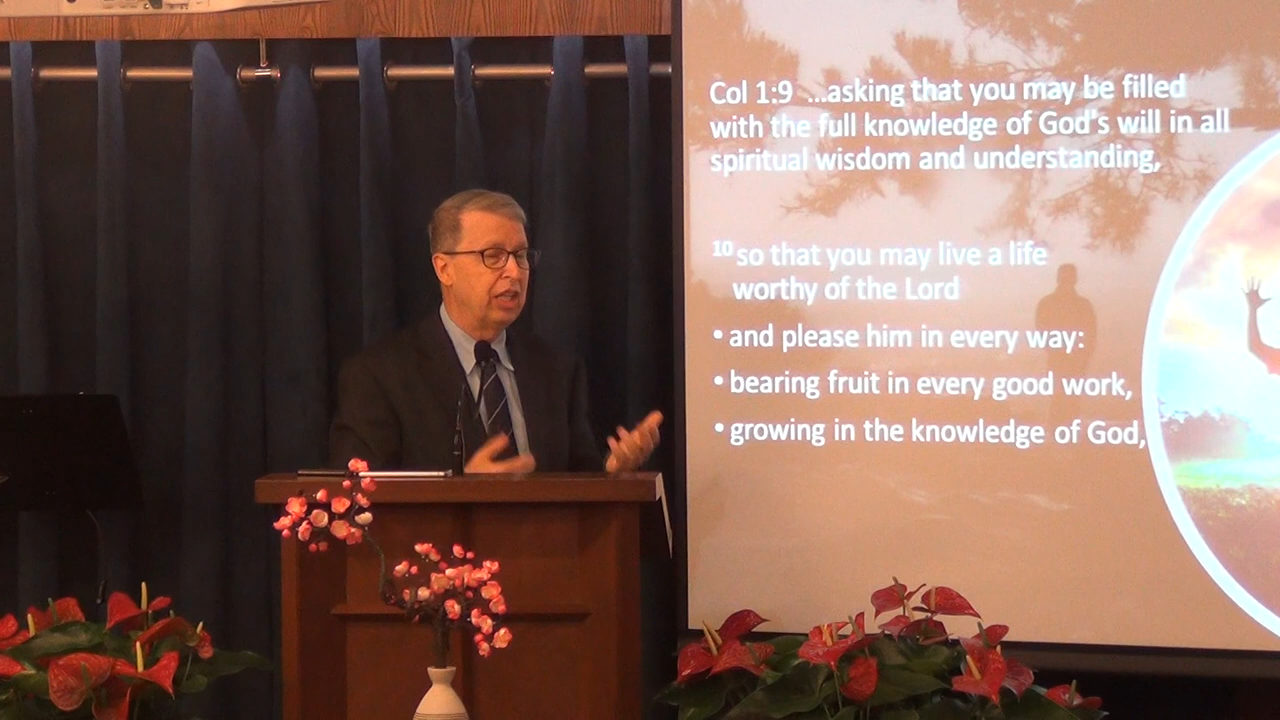 Col 1:9 ...asking that you may be filled
with the full knowledge of God's will in all
spiritual wisdom and understanding,
10 so that you may live a life
worthy of the Lord
• and please him in every way:
• bearing fruit in every good work,
• growing in the knowledge of God,